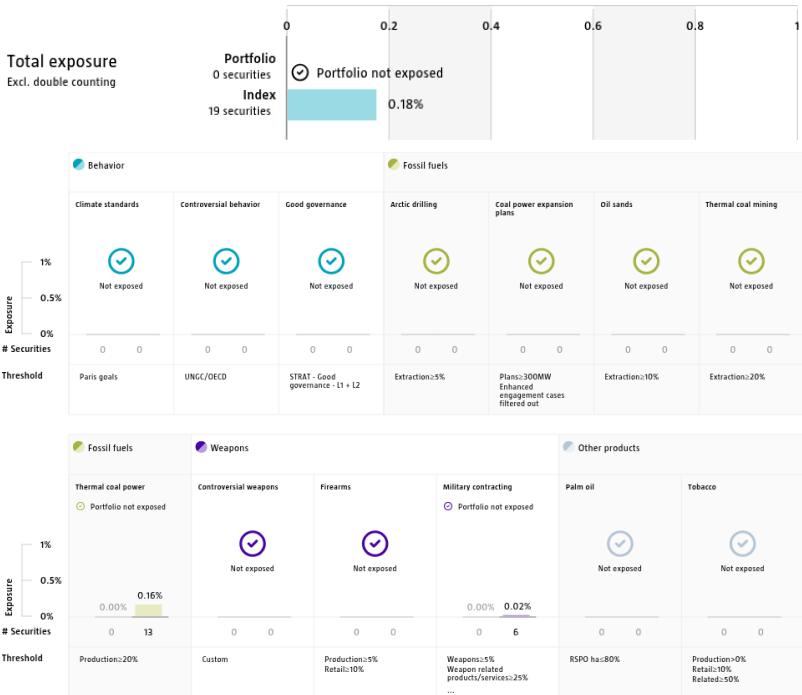 0 0.2 0.4 0.6 0.8 1
Total exposure
Excl. double counting
Portfolio
0 securities
Portfolio not exposed
Index
19 securities
0.18%
Behavior
Fossil fuels
Climate standards
Controversial behavior
Good governance
Arctic drilling
Coal power expansion
plans
Oil sands
Thermal coal mining
Not exposed
Not exposed
Not exposed
Not exposed
Not exposed
Not exposed
Not exposed
Exposure
1%
0.5%
0%
# Securities
0 0 0 0 0 0 0 0 0 0 0 0 0 0
Threshold
Paris goals
UNGC/OECD
STRAT - Good
governance - L1 + L2
Extraction≥5%
Plans≥300MW
Enhanced
engagement cases
filtered out
Extraction≥10%
Extraction≥20%
Fossil fuels
Weapons
Other products
Thermal coal power
Portfolio not exposed
Controversial weapons
Firearms
Military contracting
Portfolio not exposed
Palm oil
Tobacco
Not exposed
Not exposed
Not exposed
Not exposed
Exposure
1%
0.5%
0%
0.00% 0.16%
0.00% 0.02%
# Securities
0 13 0 0 0 0 0 6 0 0 0 0
Threshold
Production≥20%
Custom
Production≥5%
Retail≥10%
Weapons≥5%
Weapon related
products/services≥25%
...
RSPO ha≤80%
Production>0%
Retail≥10%
Related≥50%